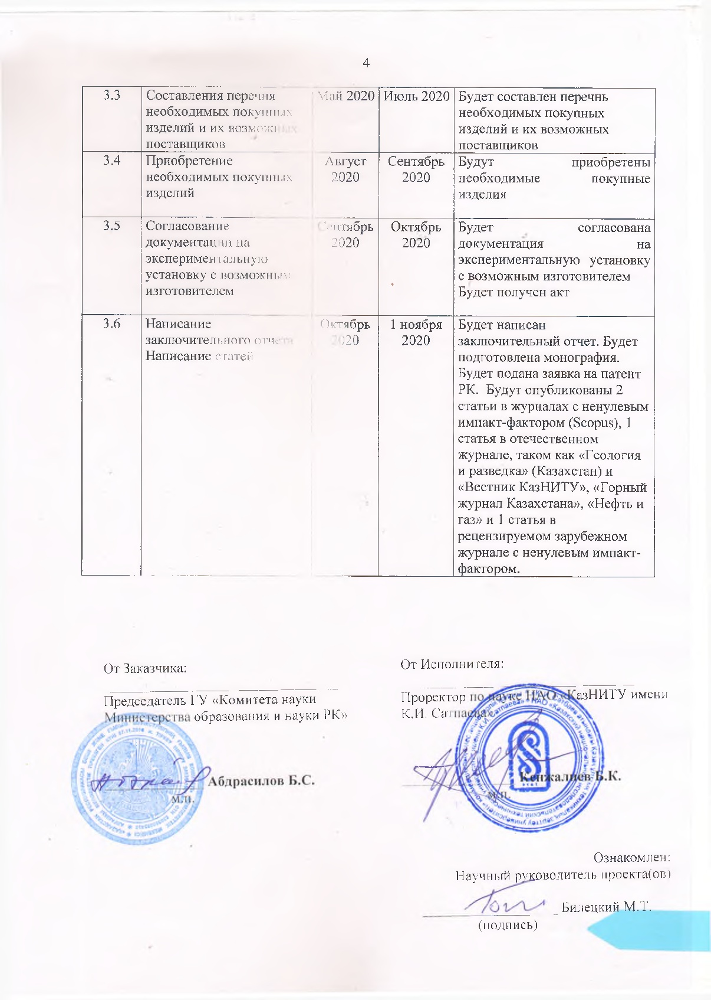 4
3.3
Составления перечня
необходимых покупных
изделий и их возможных
поставщиков
Май 2020
Июль 2020
Будет составлен перечнь
необходимых покупных
изделий и их возможных
поставщиков
3.4
Приобретение
необходимых покупных
изделий
Август
2020
Сентябрь
2020
Будут приобретены
необходимые покупные
изделия
3.5
Согласование
документации на
экспериментальную
установку с возможным
изготовителем
Сентябрь
2020
Октябрь
2020
Будет согласована
документация на
экспериментальную установку
с возможным изготовителем
Будет получен акт
3.6
Написание
заключительного отчета
Написание статей
Октябрь
2020
1 ноября
2020
Будет написан
заключительный отчет. Будет
подготовлена монография.
Будет подана заявка на патент
РК. Будут опубликованы 2
статьи в журналах с ненулевым
импакт-фактором (Scopus), 1
статья в отечественном
журнале, таком как «Геология
и разведка» (Казахстан) и
«Вестник КазНИТУ», «Горный
журнал Казахстана», «Нефть и
газ» и 1 статья в
рецензируемом зарубежном
журнале с ненулевым импакт-
фактором.
От Заказчика:
Председатель ГУ «Комитета науки
Министерства образования и науки РК»
Абдрасилов Б.С.
М.П.
От Исполнителя:
Проректор по науке НАО «КазНИТУ имени
К.И. Сатпаева»
Кенжалиев Б.К.
М.П.
Ознакомлен:
Научный руководитель проекта(ов)
Билецкий М.Т.
(подпись)